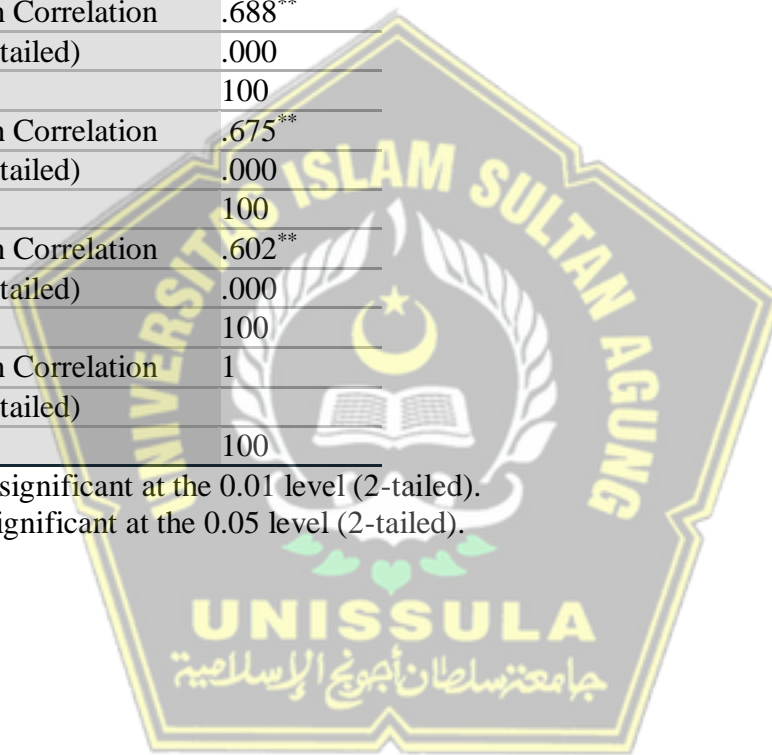 Correlation .688**
tailed) .000
100
Correlation .675**
tailed) .000
100
Correlation .602**
tailed) .000
100
Correlation 1
tailed)
100
significant at the 0.01 level (2-tailed).
significant at the 0.05 level (2-tailed).
UNIVERSITAS ISLAM SULTAN AGUNG
UNISSULA
جامعة سلطان أجونج الإسلامية